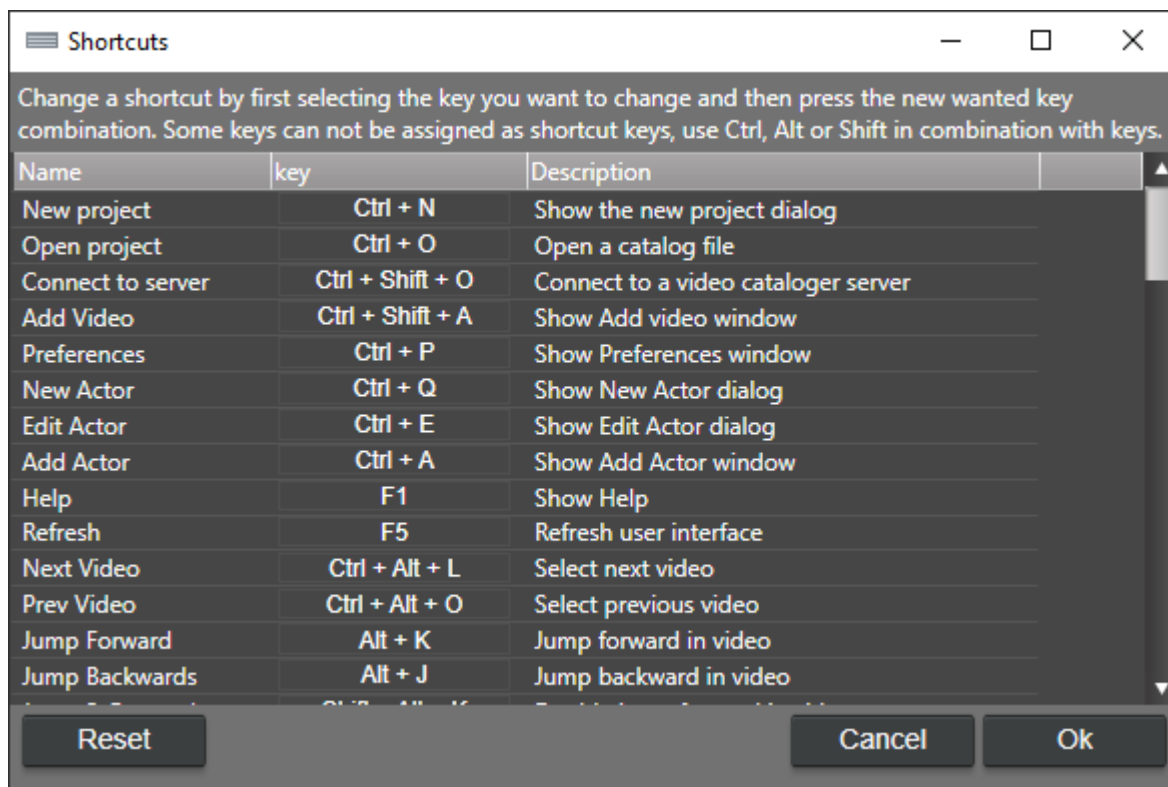 Shortcuts
Change a shortcut by first selecting the key you want to change and then press the new wanted key
combination. Some keys can not be assigned as shortcut keys, use Ctrl, Alt or Shift in combination with keys.
Name key Description
New project Ctrl + N Show the new project dialog
Open project Ctrl + O Open a catalog file
Connect to server Ctrl + Shift + O Connect to a video cataloger server
Add Video Ctrl + Shift + A Show Add video window
Preferences Ctrl + P Show Preferences window
New Actor Ctrl + Q Show New Actor dialog
Edit Actor Ctrl + E Show Edit Actor dialog
Add Actor Ctrl + A Show Add Actor window
Help F1 Show Help
Refresh F5 Refresh user interface
Next Video Ctrl + Alt + L Select next video
Prev Video Ctrl + Alt + O Select previous video
Jump Forward Alt + K Jump forward in video
Jump Backwards Alt + J Jump backward in video
Reset Cancel Ok